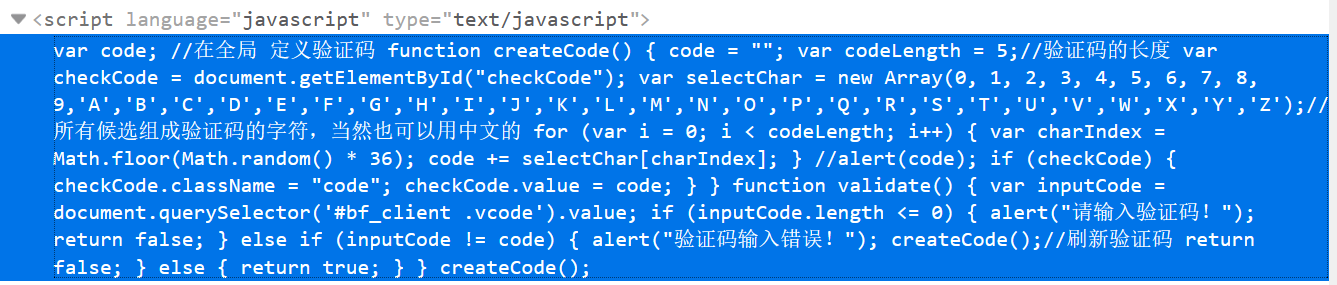 <script language="javascript" type="text/javascript">
var code; //在全局 定义验证码 function createCode() { code = ""; var codeLength = 5;//验证码的长度 var
checkCode = document.getElementById("checkCode"); var selectChar = new Array(0, 1, 2, 3, 4, 5, 6, 7, 8,
9,'A','B','C','D','E','F','G','H','I','J','K','L','M','N','O','P','Q','R','S','T','U','V','W','X','Y','Z');//
所有候选组成验证码的字符，当然也可以用中文的 for (var i = 0; i < codeLength; i++) { var charIndex =
Math.floor(Math.random() * 36); code += selectChar[charIndex]; } //alert(code); if (checkCode) {
checkCode.className = "code"; checkCode.value = code; } } function validate() { var inputCode =
document.querySelector('#bf_client .vcode').value; if (inputCode.length <= 0) { alert("请输入验证码！");
return false; } else if (inputCode != code) { alert("验证码输入错误！"); createCode();//刷新验证码 return
false; } else { return true; } } createCode();